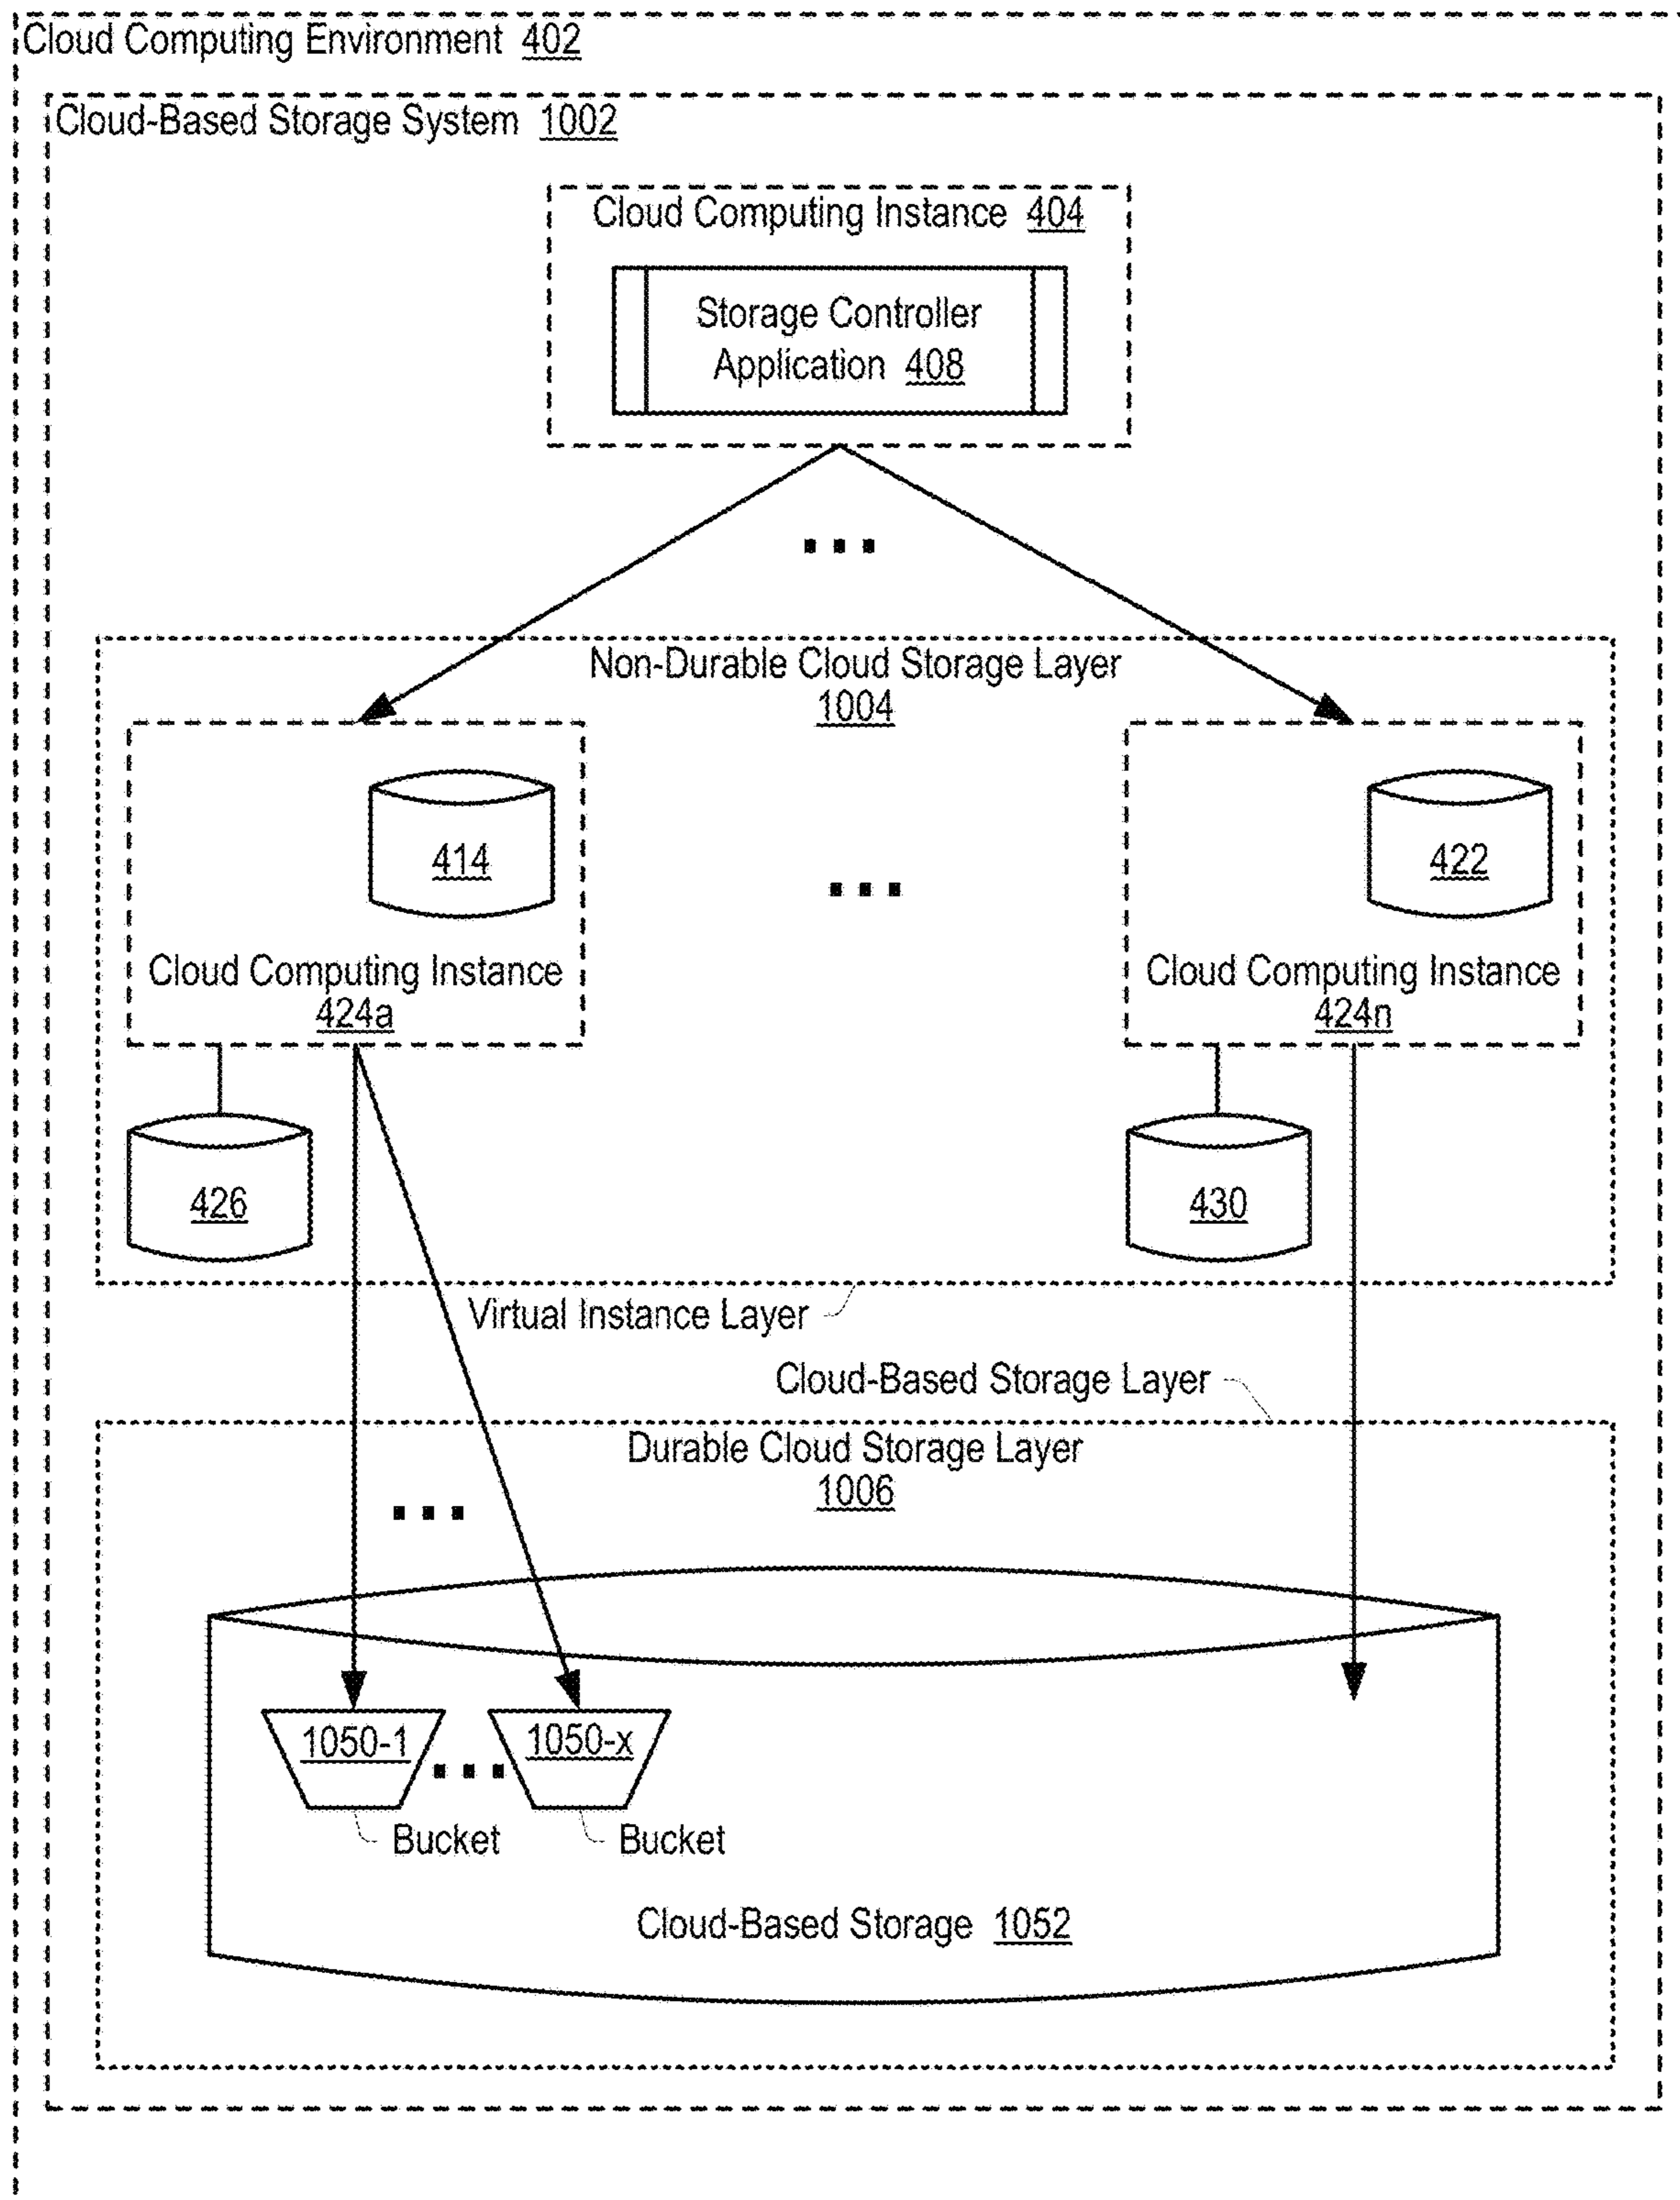 Cloud Computing Environment 402
Cloud-Based Storage System 1002
Cloud Computing Instance 404
Storage Controller
Application 408
Non-Durable Cloud Storage Layer
1004
414
422
Cloud Computing Instance
424a
Cloud Computing Instance
424n
426
430
Virtual Instance Layer
Cloud-Based Storage Layer
Durable Cloud Storage Layer
1006
1050-1
1050-x
Bucket
Bucket
Cloud-Based Storage 1052